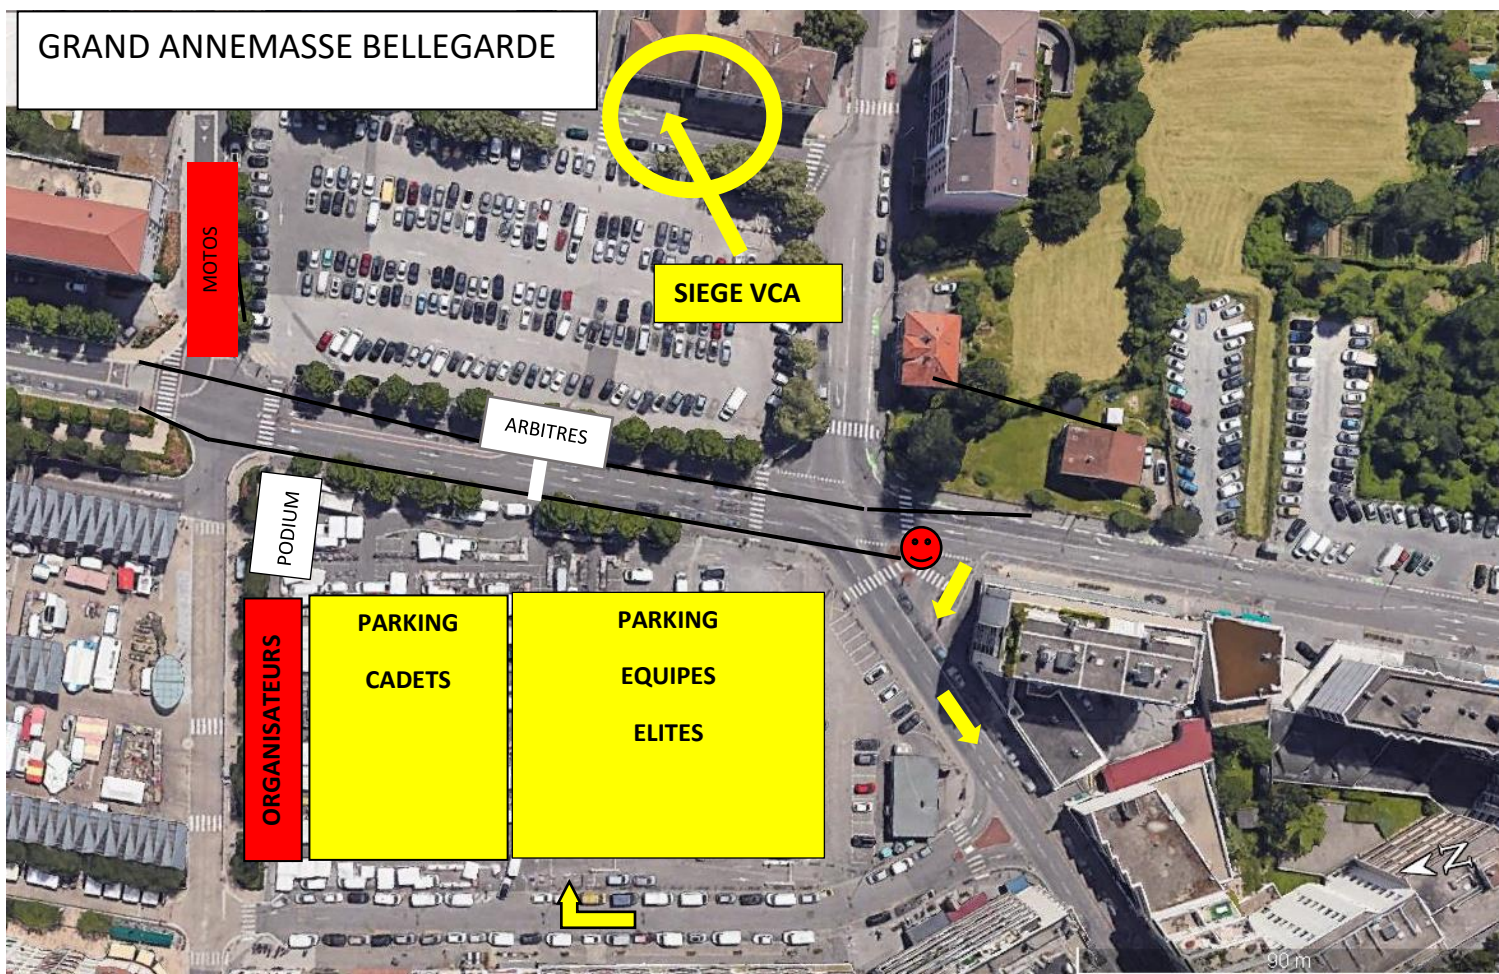 GRAND ANNEMASSE BELLEGARDE
MOTOS
SIEGE VCA
ARBITRES
PODIUM
ORGANISATEURS
PARKING
CADETS
PARKING
EQUIPES
ELITES
N
90 m